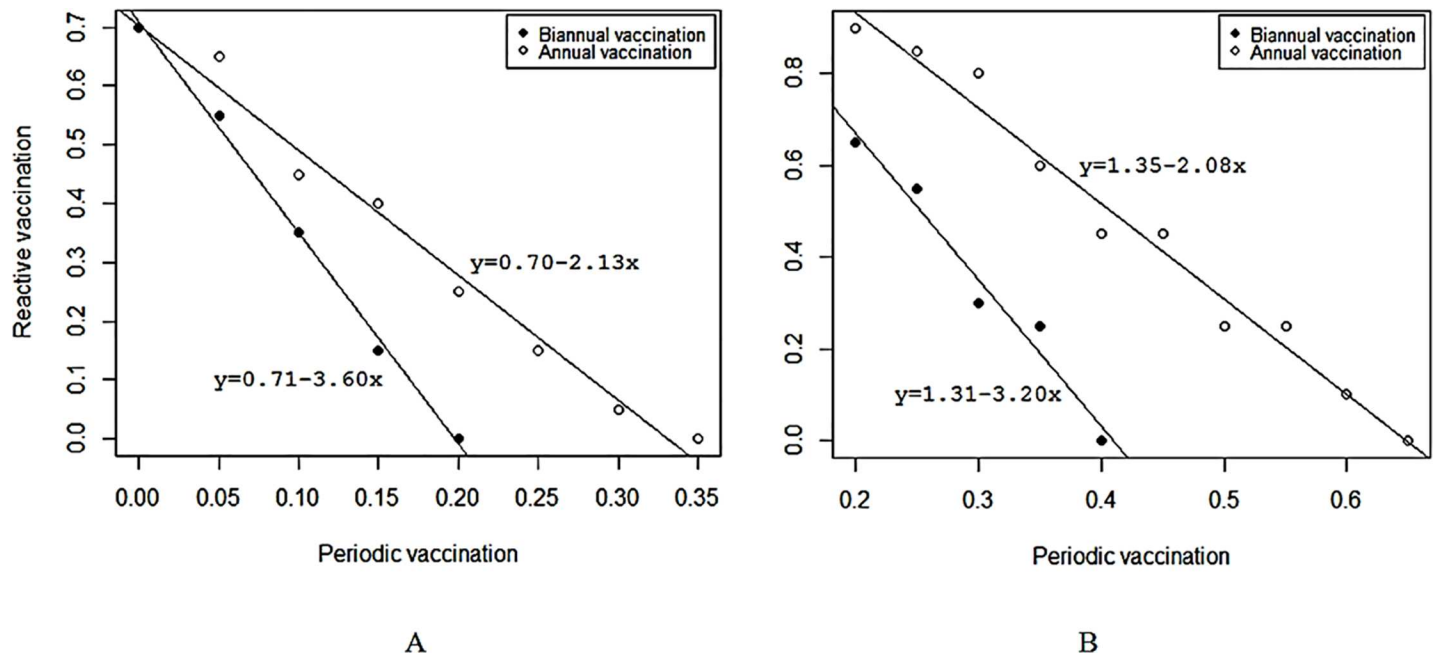 Biannual vaccination
Annual vaccination
y=0.70-2.13x
y=0.71-3.60x
0.0 0.1 0.2 0.3 0.4 0.5 0.6 0.7
Reactive vaccination
0.00 0.05 0.10 0.15 0.20 0.25 0.30 0.35
Periodic vaccination
A
Biannual vaccination
Annual vaccination
y=1.35-2.08x
y=1.31-3.20x
0.0 0.2 0.4 0.6 0.8
0.2 0.3 0.4 0.5 0.6
Periodic vaccination
B